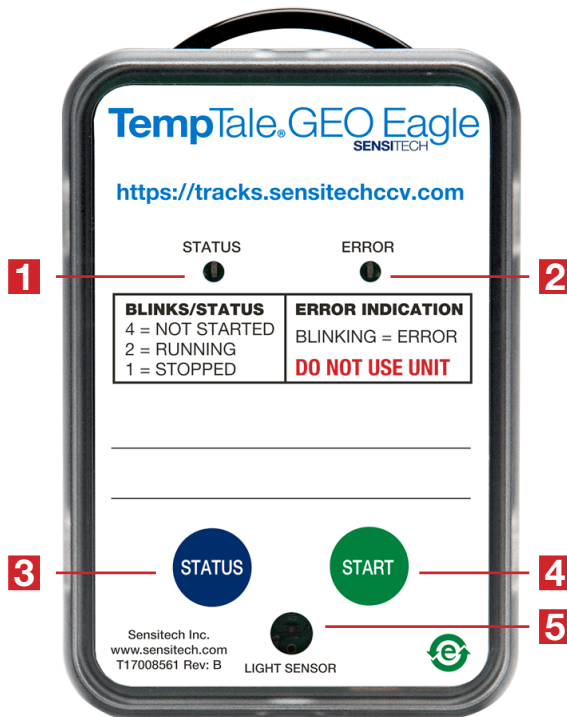 TempTale® GEO Eagle
SENSITECH
https://tracks.sensitechccv.com
STATUS
ERROR
1
2
BLINKS/STATUS
4 = NOT STARTED
2 = RUNNING
1 = STOPPED
ERROR INDICATION
BLINKING = ERROR
DO NOT USE UNIT
3
STATUS
START
4
5
Sensitech Inc.
www.sensitech.com
T17008561 Rev: B
LIGHT SENSOR
e